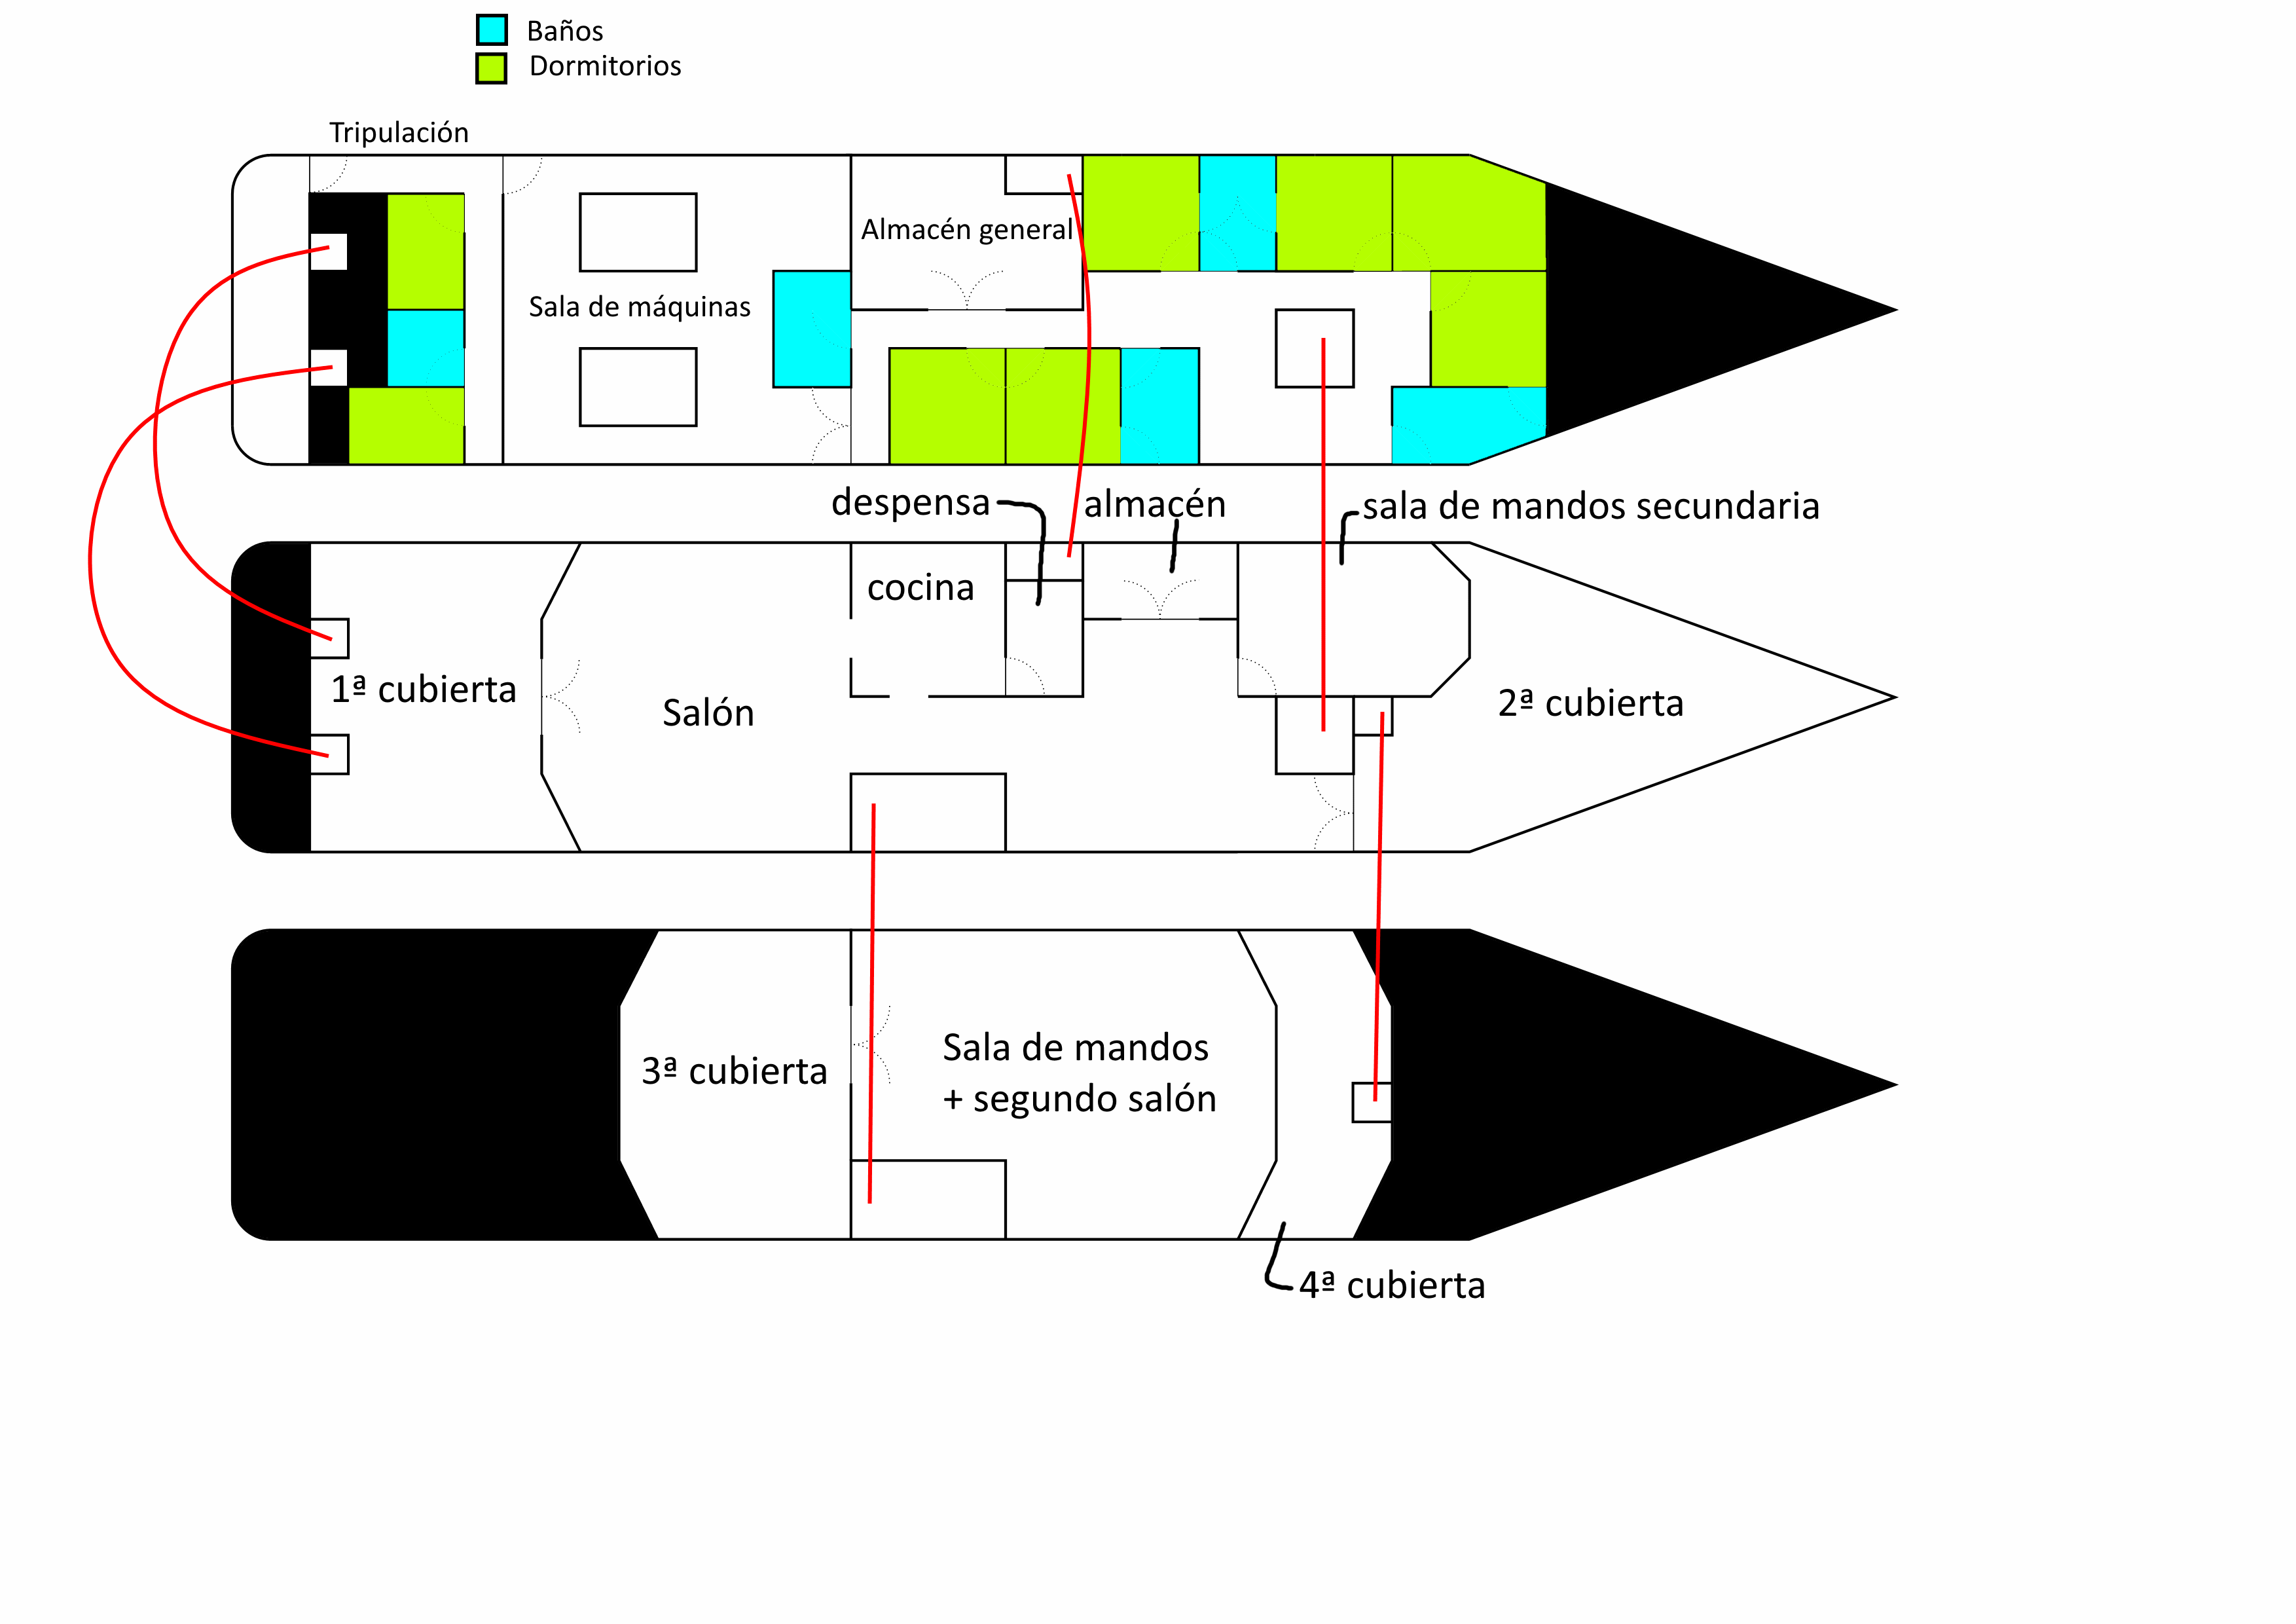 Baños
Dormitorios
Tripulación
Almacén general
Sala de máquinas
despensa
almacén
sala de mandos secundaria
cocina
1ª cubierta
Salón
2ª cubierta
3ª cubierta
Sala de mandos
+ segundo salón
4ª cubierta